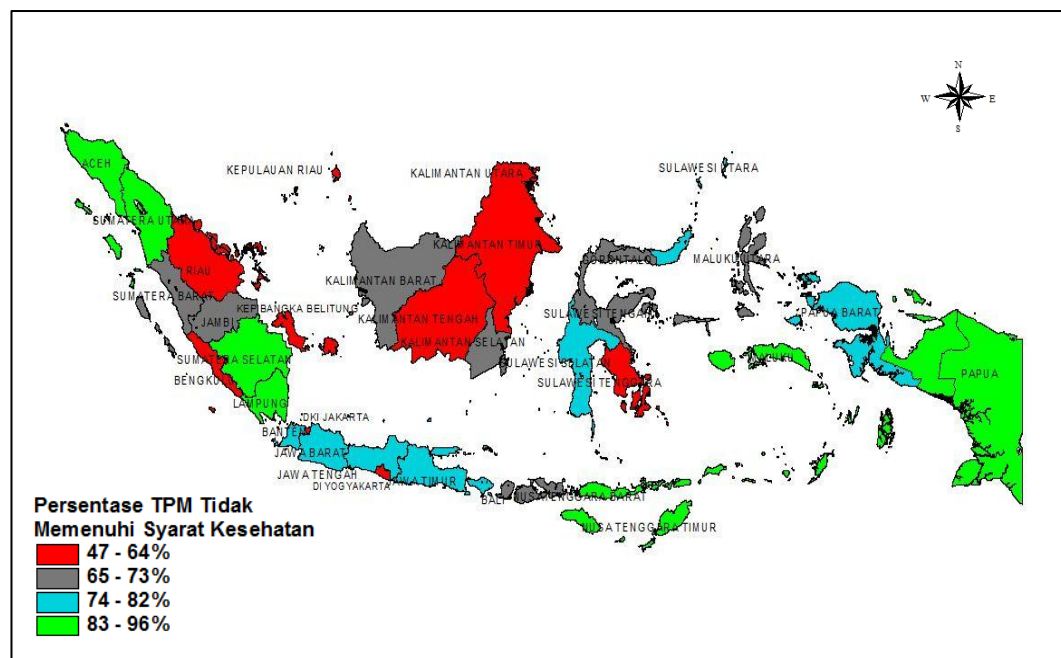 N
W E
S
ACEH
KEPULAUAN RIAU
KALIMANTAN UTARA
SULAWESI UTARA
SUMATERA UTARA
KALIMANTAN TIMUR
GORONTALO
MALUKU UTARA
RIAU
KALIMANTAN BARAT
SUMATERA BARAT
KEP.BANGKA BELITUNG
JAMBI
KALIMANTAN TENGAH
SULAWESI TENGAH
PAPUA BARAT
KALIMANTAN SELATAN
SUMATERA SELATAN
SULAWESI SELATAN
MALUKU
BENGKULU
SULAWESI TENGGARA
PAPUA
LAMPUNG
DKI JAKARTA
BANTEN
JAWA BARAT
JAWA TENGAH
DI YOGYAKARTA
JAWA TIMUR
BALI
NUSA TENGGARA BARAT
NUSA TENGGARA TIMUR
Persentase TPM Tidak
Memenuhi Syarat Kesehatan
47 - 64%
65 - 73%
74 - 82%
83 - 96%